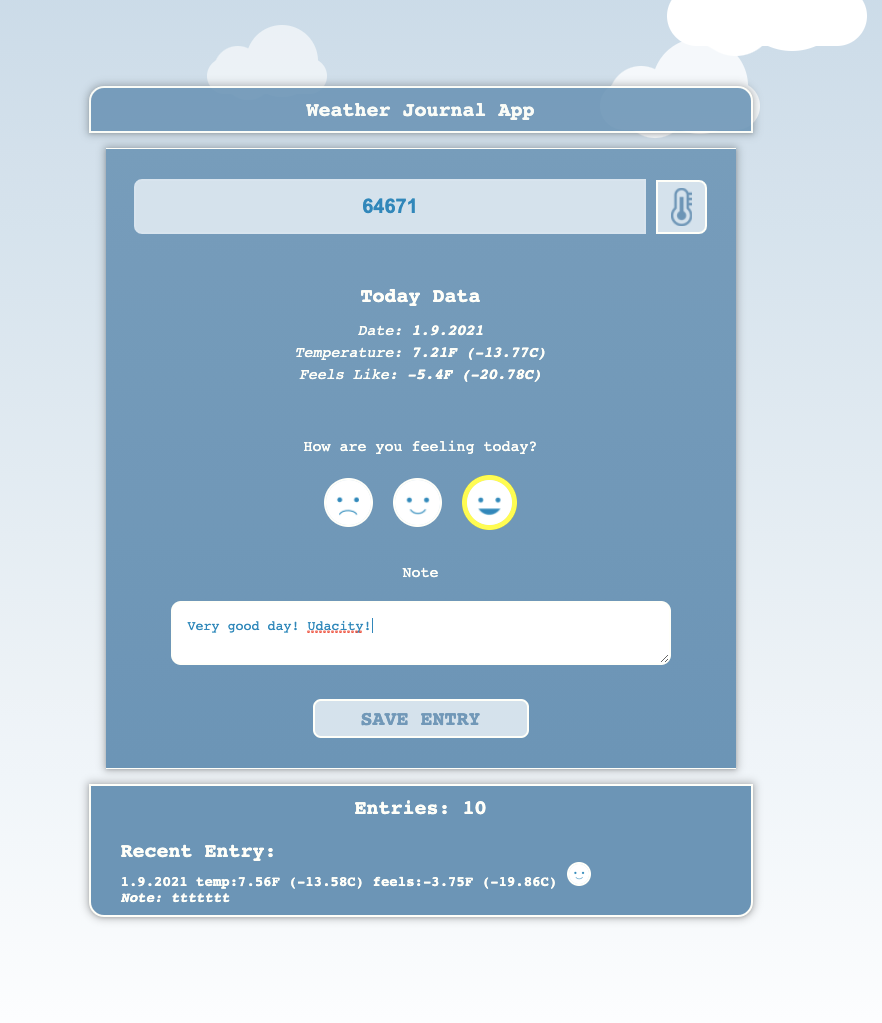 Weather Journal App
64671
Today Data
Date: 1.9.2021
Temperature: 7.21F (-13.77C)
Feels Like: -5.4F (-20.78C)
How are you feeling today?
Note
Very good day! Udacity!
SAVE ENTRY
Entries: 10
Recent Entry:
1.9.2021 temp:7.56F (-13.58C) feels:-3.75F (-19.86C)
Note: ttttttt